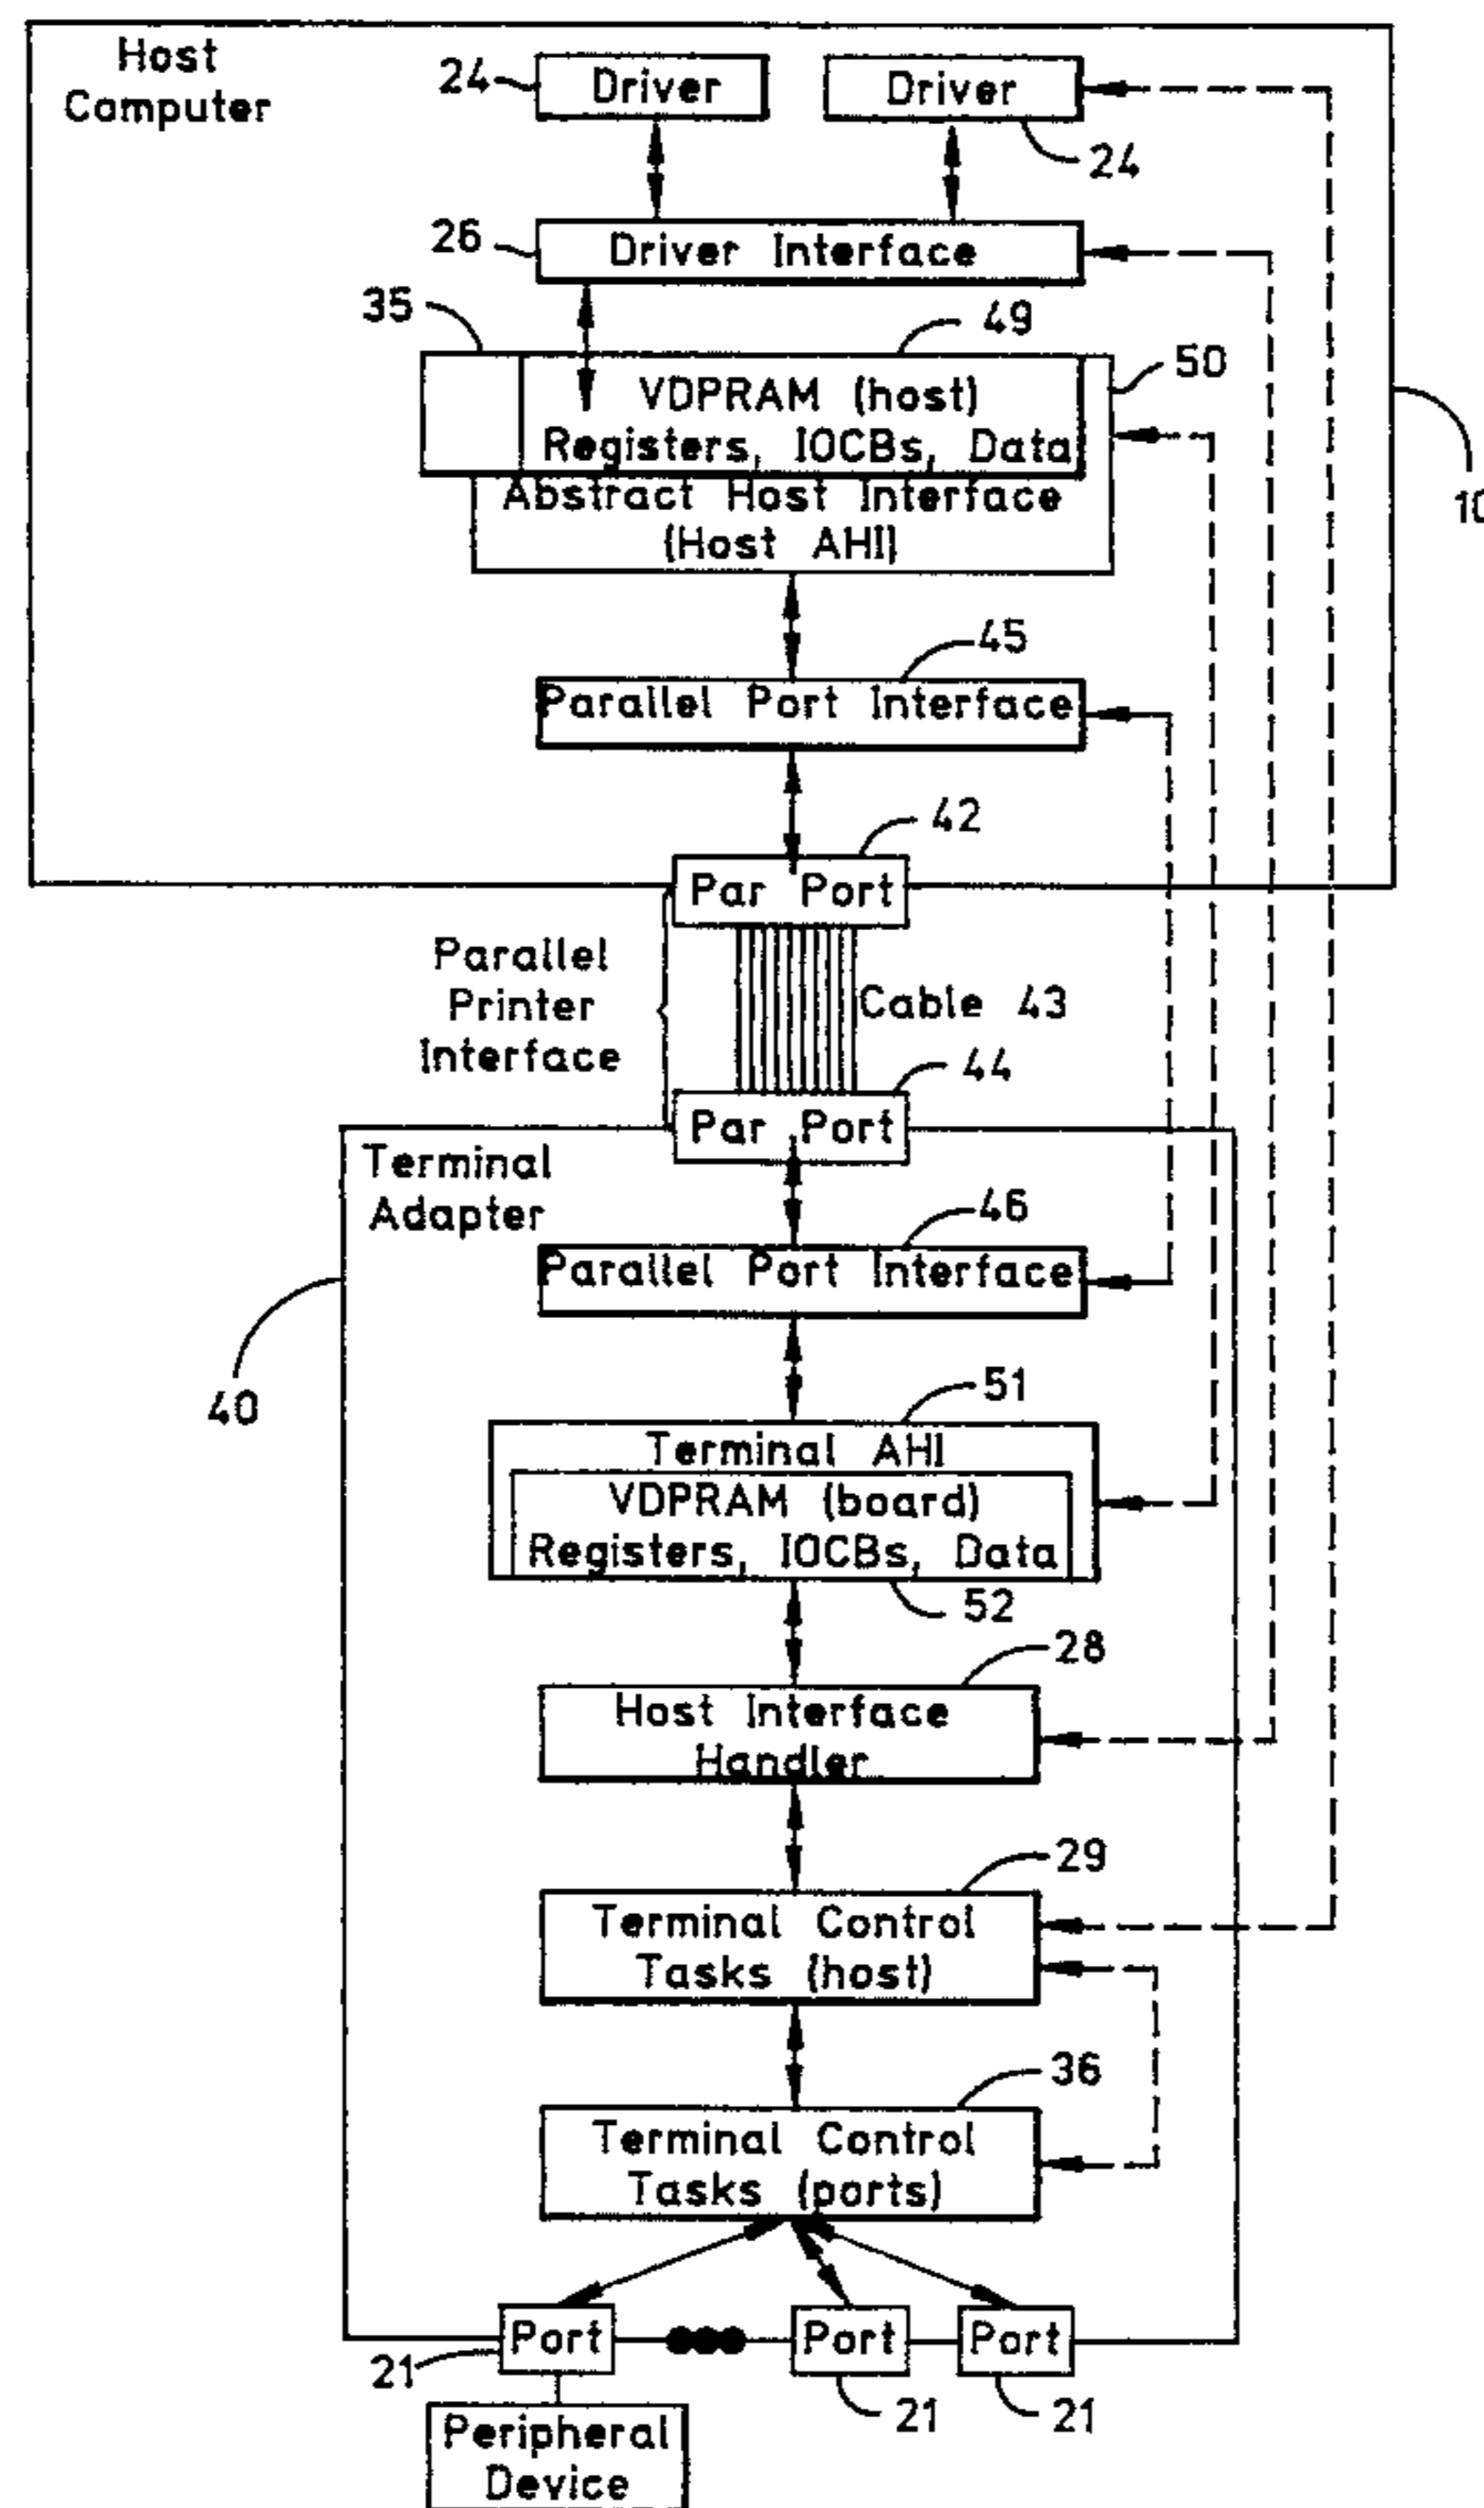 Host
Computer
24
Driver
Driver
24
26
Driver Interface
35
49
50
VDPRAM (host)
Registers, IOCBs, Data
Abstract Host Interface
(Host AHI)
10
45
Parallel Port Interface
42
Par Port
Parallel
Printer
Interface
Cable 43
44
Par Port
Terminal
Adapter
46
Parallel Port Interface
40
51
Terminal AHI
VDPRAM (board)
Registers, IOCBs, Data
52
28
Host Interface
Handler
29
Terminal Control
Tasks (host)
36
Terminal Control
Tasks (ports)
Port
Port
Port
21
21
21
Peripheral
Device